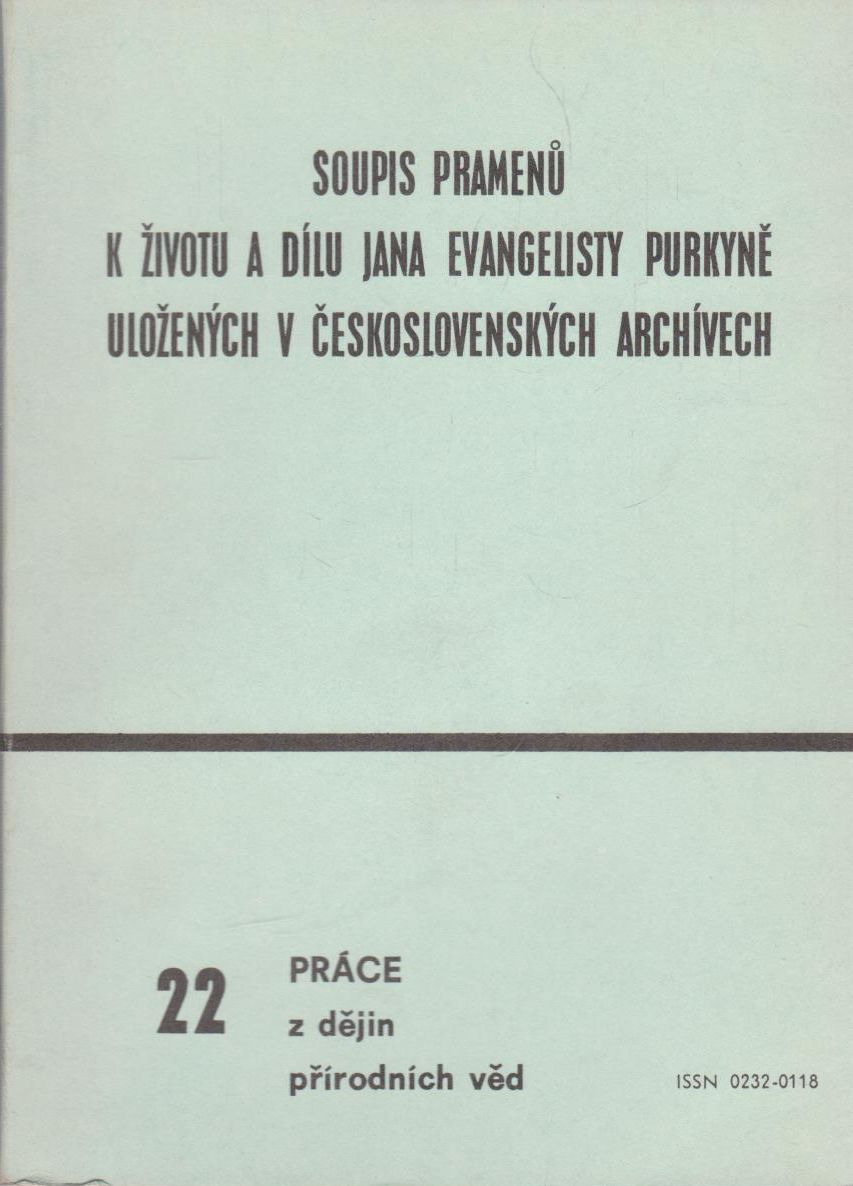 SOUPIS PRAMENŮ
K ŽIVOTU A DÍLU JANA EVANGELISTY PURKYNĚ
ULOŽENÝCH V ČESKOSLOVENSKÝCH ARCHÍVECH
22
PRÁCE
z dějin
přírodních věd
ISSN 0232-0118